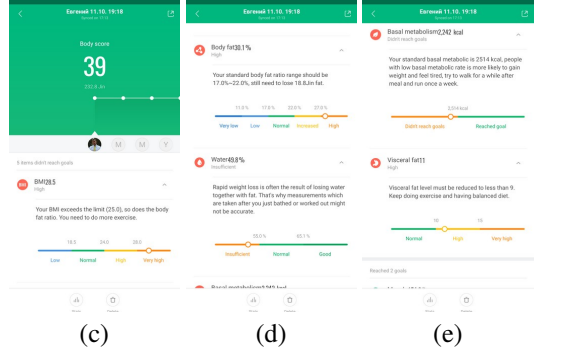 Евгений 11.10. 19:18
Body score
39
5 items didn't reach goals
BMI28.5
High
Your BMI exceeds the limit (25.0), so does the body
fat ratio. You need to do more exercise.
18.5 24.0 28.0
Low Normal High Very high
(c)
Евгений 11.10. 19:18
Body fat30.1 %
High
Your standard body fat ratio range should be
17.0%~22.0%, still need to lose 18.8Jin fat.
11.0 % 17.0 % 22.0 % 27.0 %
Very low Low Normal Increased High
Water49.8 %
Insufficient
Rapid weight loss is often the result of losing water
together with fat. That's why measurements which
are taken after you just bathed or worked out might
not be accurate.
55.0 % 65.1 %
Insufficient Normal Good
Basal metabolism2,242 kcal
(d)
Евгений 11.10. 19:18
Basal metabolism2,242 kcal
Didn't reach goals
Your standard basal metabolic is 2514 kcal, people
with low basal metabolic rate is more likely to gain
weight and feel tired, try to walk for a while after
meal and run once a week.
2,514 kcal
Didn't reach goals Reached goal
Visceral fat11
High
Visceral fat level must be reduced to less than 9.
Keep doing exercise and having balanced diet.
10 15
Normal High Very high
Reached 2 goals
(e)